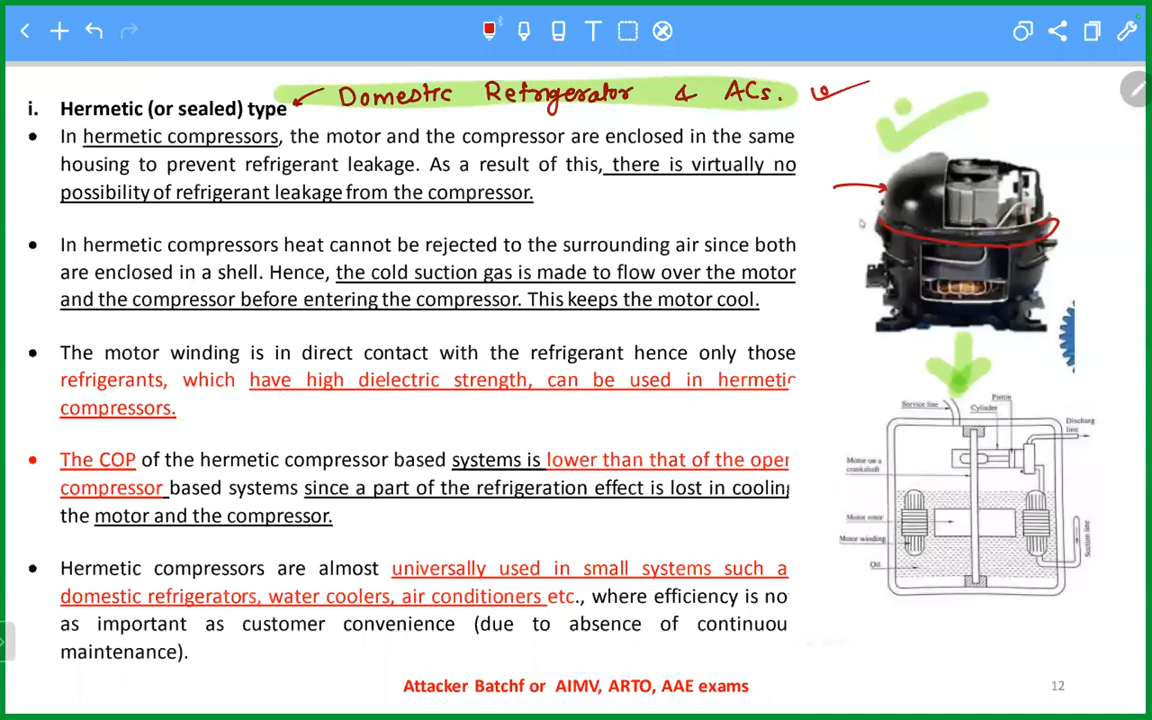 i. Hermetic (or sealed) type
Domestic Refrigerator & ACs.
• In hermetic compressors, the motor and the compressor are enclosed in the same
housing to prevent refrigerant leakage. As a result of this, there is virtually no
possibility of refrigerant leakage from the compressor.
• In hermetic compressors heat cannot be rejected to the surrounding air since both
are enclosed in a shell. Hence, the cold suction gas is made to flow over the motor
and the compressor before entering the compressor. This keeps the motor cool.
• The motor winding is in direct contact with the refrigerant hence only those
refrigerants, which have high dielectric strength, can be used in hermetic
compressors.
• The COP of the hermetic compressor based systems is lower than that of the oper
compressor based systems since a part of the refrigeration effect is lost in cooling
the motor and the compressor.
• Hermetic compressors are almost universally used in small systems such a
domestic refrigerators, water coolers, air conditioners etc., where efficiency is no
as important as customer convenience (due to absence of continuou
maintenance).
Service line
Piston
Cylinder
Discharge
line
Motor on a
crankshaft
Motor rotor
Motor winding
Oil
Suction line
Attacker Batchf or AIMV, ARTO, AAE exams
12